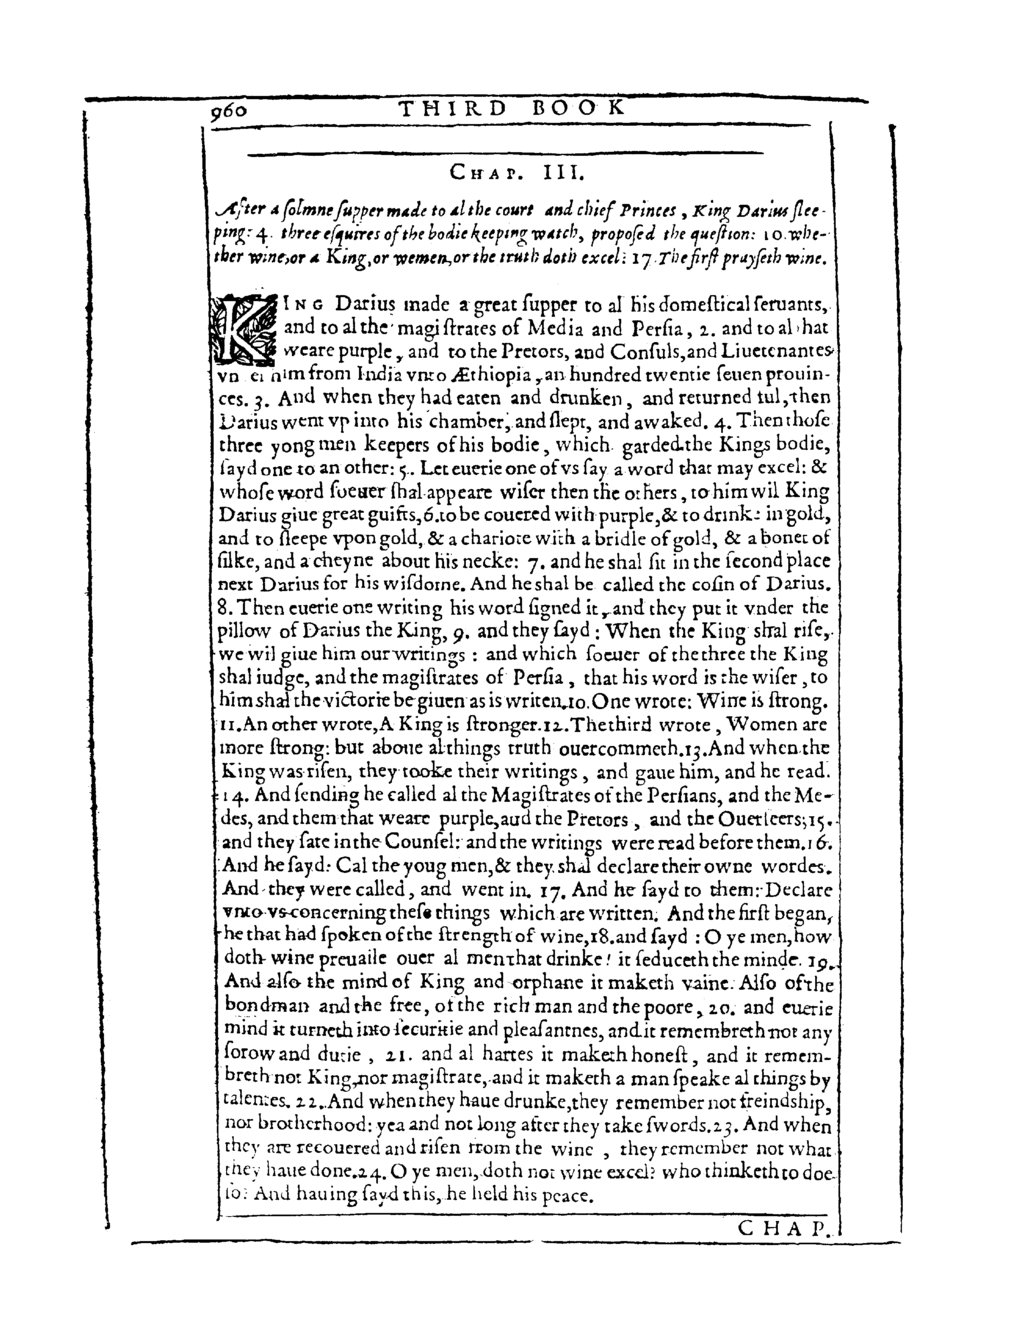 960 THIRD BOOK
CHAP. III.
After a ſolmne ſupper made to al the court and chief Princes, King Darius ſlee-
ping: 4. three eſquires of the bodie keeping watch, propoſed the queſtion: 10. whe-
ther wine, or a King, or wemen, or the truth doth excel: 17. The firſt prayſeth wine.
KING Darius made a great ſupper to al his domeſtical ſeruants,
and to al the magiſtrates of Media and Perſia, 2. and to al that
weare purple, and to the Pretors, and Conſuls, and Liuetenantes
him from India vnto Æthiopia, an hundred twentie ſeuen prouin-
ces. 3. And when they had eaten and drunken, and returned ful, then
Darius went vp into his chamber, and ſlept, and awaked. 4. Then thoſe
three yong men keepers of his bodie, which garded the Kings bodie,
ſayd one to an other: 5. Let euerie one of vs ſay a word that may excel: &
whoſe word ſoeuer ſhal appeare wiſer then the others, to him wil King
Darius giue great guifts, 6. to be couered with purple, & to drinke in gold,
and to ſleepe vpon gold, & a chariote with a bridle of gold, & a bonet of
ſilke, and a cheyne about his necke: 7. and he shal ſit in the ſecond place
next Darius for his wiſdome. And he shal be called the coſin of Darius.
8. Then euerie one writing his word ſigned it, and they put it vnder the
pillow of Darius the King, 9. and they ſayd: When the King shal riſe,
we wil giue him our writings: and which ſoeuer of the three the King
shal iudge, and the magiſtrates of Perſia, that his word is the wiſer, to
him shal the victorie be giuen as is writen. 10. One wrote: Wine is ſtrong.
11. An other wrote, A King is ſtronger. 12. The third wrote, Women are
more ſtrong: but aboue al things truth ouercommeth. 13. And when the
King was riſen, they tooke their writings, and gaue him, and he read.
14. And ſending he called al the Magiſtrates of the Perſians, and the Me-
des, and them that weare purple, aud the Pretors, and the Ouerſeers, 15.
and they ſate in the Counſel: and the writings were read before them. 16.
And he ſayd: Cal the youg men, & they shal declare their owne wordes.
And they were called, and went in. 17. And he ſayd to them: Declare
vnto vs concerning theſe things which are written. And the firſt began,
he that had ſpoken of the ſtrength of wine, 18. and ſayd: O ye men, how
doth wine preuaile ouer al men that drinke! it ſeduceth the minde. 19.
And alſo the mind of King and orphane it maketh vaine. Alſo of the
bondman and the free, of the rich man and the poore, 20. and euerie
mind it turneth into ſecuritie and pleaſantnes, and it remembreth not any
ſorow and dutie, 21. and al hartes it maketh honeſt, and it remem-
breth not King, nor magiſtrate, and it maketh a man ſpeake al things by
talentes. 22. And when they haue drunke, they remember not freindship,
nor brotherhood: yea and not long after they take ſwords. 23. And when
they are recouered and riſen from the wine, they remember not what
they haue done. 24. O ye men, doth not wine excel? who thinketh to doe
ſo? And hauing ſayd this, he held his peace.
CHAP.